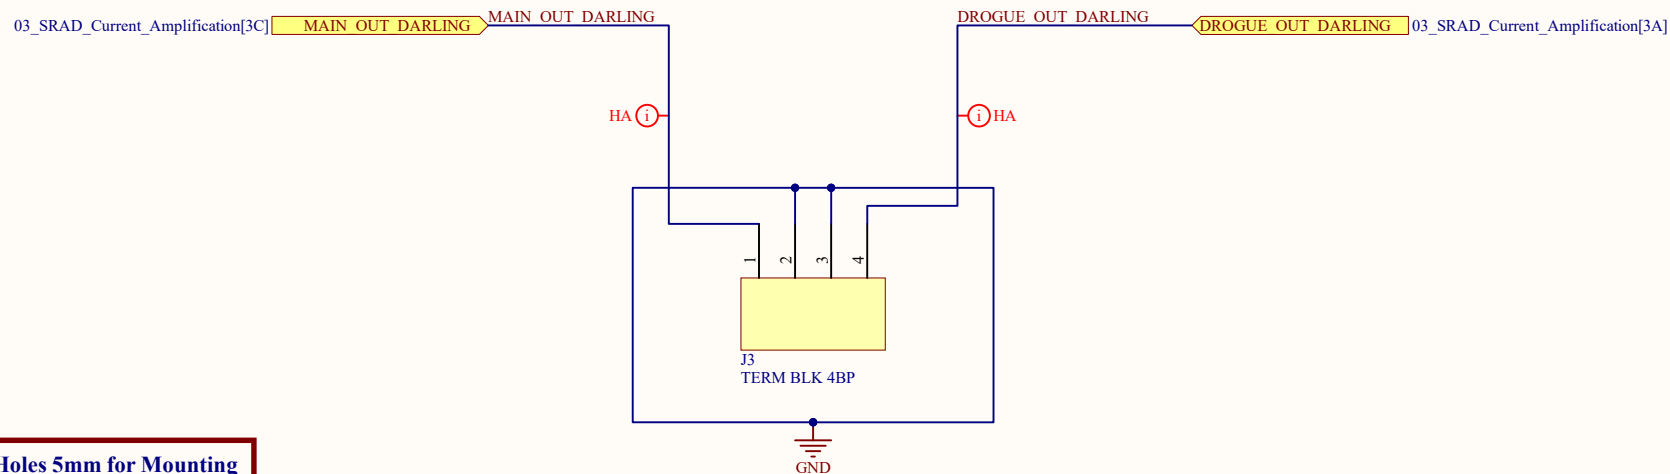 03_SRAD_Current_Amplification[3C] MAIN_OUT_DARLING MAIN_OUT_DARLING DROGUE_OUT_DARLING DROGUE_OUT_DARLING 03_SRAD_Current_Amplification[3A]
HA i i HA
1 2 3 4
J3
TERM BLK 4BP
Holes 5mm for Mounting
GND